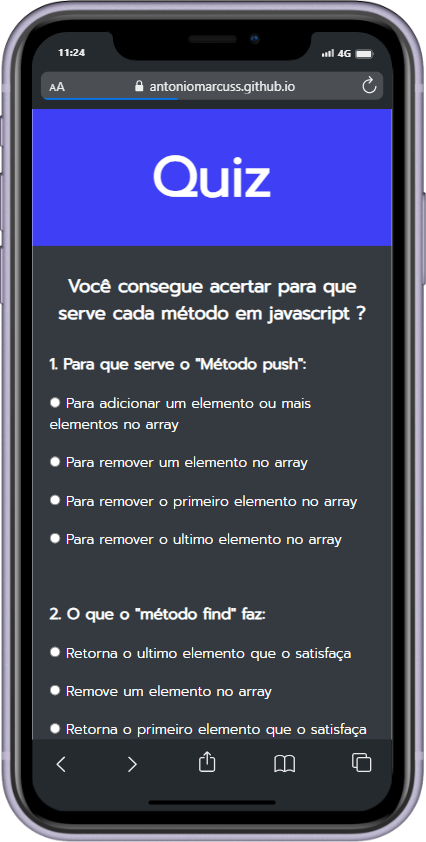 11:24
4G
AA
antoniomarcuss.github.io
Quiz
Você consegue acertar para que
serve cada método em javascript ?
1. Para que serve o "Método push":
Para adicionar um elemento ou mais
elementos no array
Para remover um elemento no array
Para remover o primeiro elemento no array
Para remover o ultimo elemento no array
2. O que o "método find" faz:
Retorna o ultimo elemento que o satisfaça
Remove um elemento no array
Retorna o primeiro elemento que o satisfaça